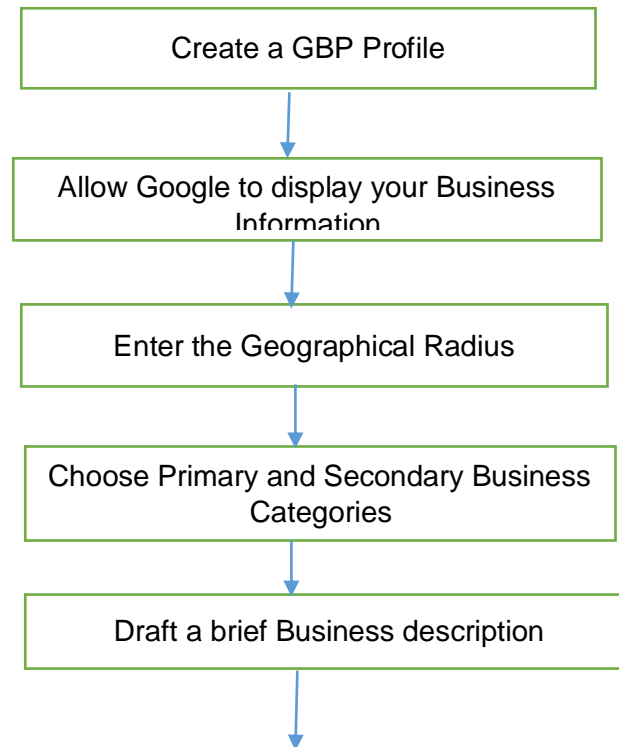 Create a GBP Profile
Allow Google to display your Business
Information
Enter the Geographical Radius
Choose Primary and Secondary Business
Categories
Draft a brief Business description